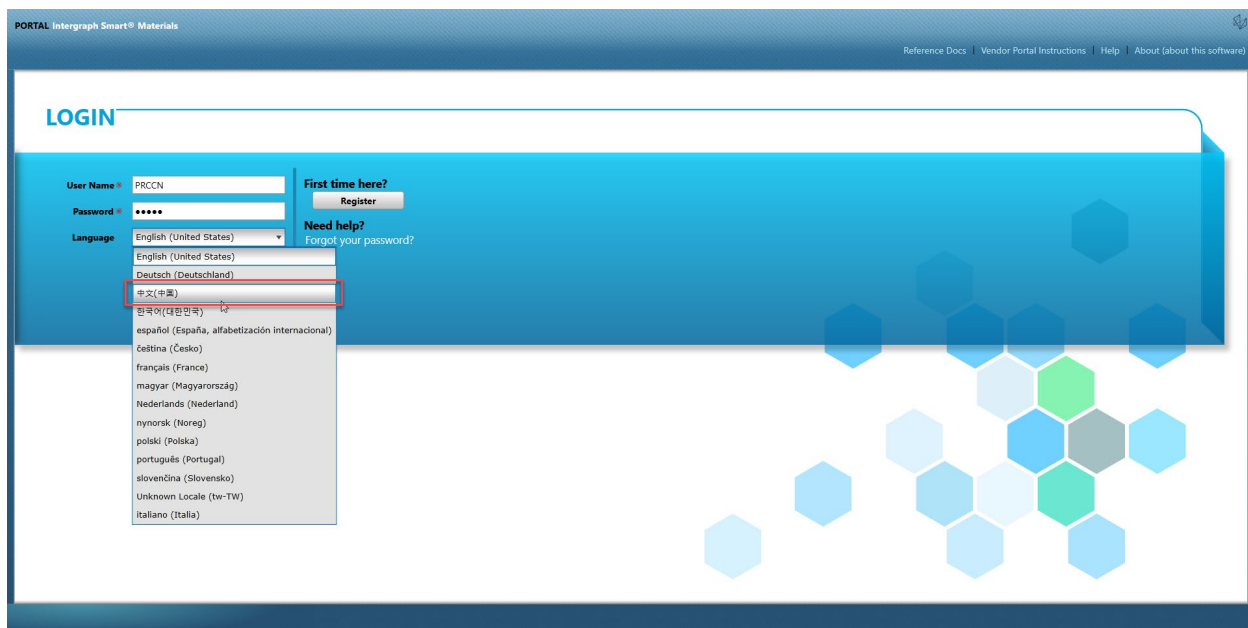 PORTAL Intergraph Smart® Materials
Reference Docs | Vendor Portal Instructions | Help | About (about this software)
LOGIN
User Name * PRCCN
Password * •••••
Language English (United States)
First time here?
Register
Need help?
Forgot your password?
English (United States)
Deutsch (Deutschland)
中文(中国)
한국어(대한민국)
español (España, alfabetización internacional)
čeština (Česko)
français (France)
magyar (Magyarország)
Nederlands (Nederland)
nynorsk (Noreg)
polski (Polska)
português (Portugal)
slovenčina (Slovensko)
Unknown Locale (tw-TW)
italiano (Italia)